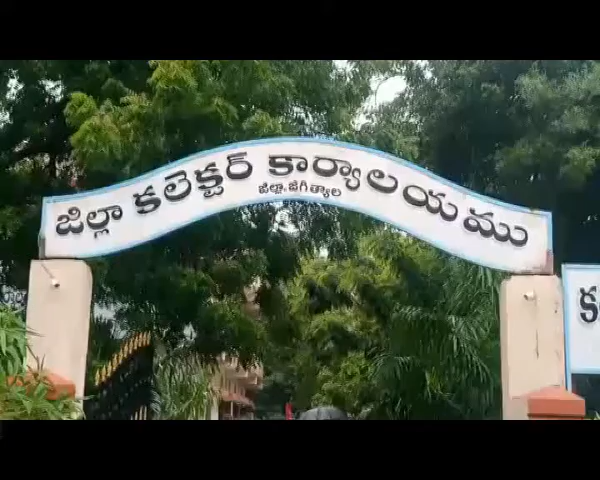 జిల్లా కలెక్టర్ కార్యాలయము
జిల్లా. జగిత్యాల
క